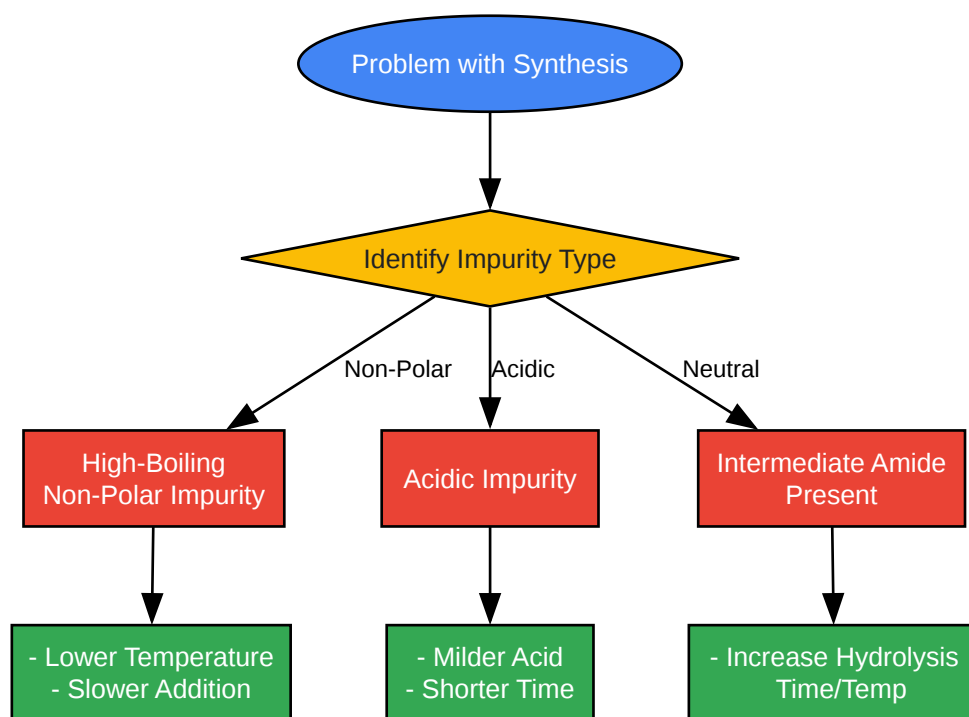 Problem with Synthesis
Identify Impurity Type
Non-Polar
Acidic
Neutral
High-Boiling
Non-Polar Impurity
Acidic Impurity
Intermediate Amide
Present
- Lower Temperature
- Slower Addition
- Milder Acid
- Shorter Time
- Increase Hydrolysis
Time/Temp